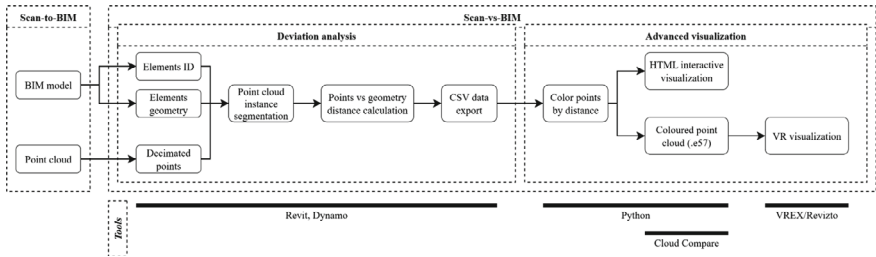 Scan-to-BIM
Scan-vs-BIM
Deviation analysis
Advanced visualization
BIM model
Point cloud
Elements ID
Elements
geometry
Decimated
points
Point cloud
instance
segmentation
Points vs geometry
distance calculation
CSV data
export
Color points
by distance
HTML interactive
visualization
Coloured point
cloud (.e57)
VR visualization
Tools
Revit, Dynamo
Python
Cloud Compare
VREX/Revizto